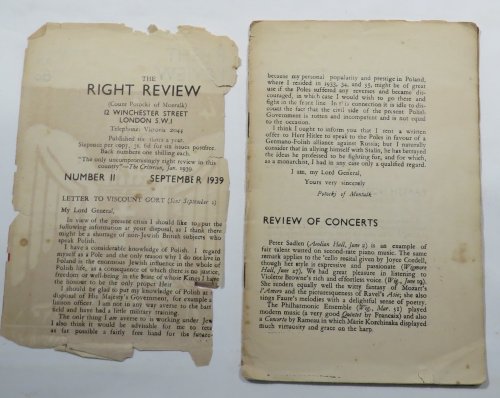 THE
RIGHT REVIEW
(Count Potocki of Montalk)
12 WINCHESTER STREET
LONDON S.W.1
Telephone: Victoria 2044
Published six times a year.
Sixpence per copy. 3s. 6d for six issues postfree.
Back numbers one shilling each.
"The only uncompromisingly right review in this
country"—The Criterion, Jan. 1939.
NUMBER 11 SEPTEMBER 1939
LETTER TO VISCOUNT GORT (Sent September 2)
My Lord General,
In view of the present crisis I should like to put the
following information at your disposal, as I think there
might be a shortage of non-Jewish British subjects who
speak Polish.
I have a considerable knowledge of Polish. I regard
myself as a Pole and the only reason why I do not live in
Poland is the enormous Jewish influence in the whole of
Polish life, as a consequence of which there is no justice,
freedom or well-being in the State of whose Kings I have
the honour to be the only proper Heir.
I should be glad to put my knowledge of Polish at
disposal of His Majesty's Government, for example
liaison officer. I am not in any way averse to the
field and have had a little military training.
The only thing I am averse to is working under Jew
I also think it would be advisable for me to
as far possible a fairly free hand for the future
because my personal popularity and prestige in Poland,
where I resided in 1933, 34, and 35, might be of great
use if the Poles suffered any reverses and became dis-
couraged, in which case I would wish to go there and
fight in the front line. In this connection it is idle to dis-
count the fact that the civil side of the present Polish
Government is rotten and incompetent and is not equal
to the occasion.
I think I ought to inform you that I sent a written
offer to Herr Hitler to speak to the Poles in favour of a
Germano-Polish alliance against Russia; but I naturally
consider that in allying himself with Stalin, he has betrayed
the ideas he professed to be fighting for, and for which,
as a monarchist, I had in any case only a qualified regard.
I am, my Lord General,
Yours very sincerely
Potocki of Montalk
REVIEW OF CONCERTS
Peter Sadlen (Aeolian Hall, June 2) is an example of
fair talent wasted on second-rate piano music. The same
remark applies to the 'cello recital given by Joyce Cordell,
though her style is expressive and passionate (Wigmore
Hall, June 27). We had great pleasure in listening to
Violette Browne's rich and effortless voice (Wig., June 19).
She renders equally well the witty fantasy of Mozart's
and the picturesqueness of Ravel's she also
sings Faure's melodies with a delightful sense of poetry.
The Philharmonic Ensemble (Wig., Mar. 31) played
modern music (a very good Quintet by Francaix) and also
a Concerto by Rameau in which Marie Korchinska displayed
much virtuosity and grace on the harp.